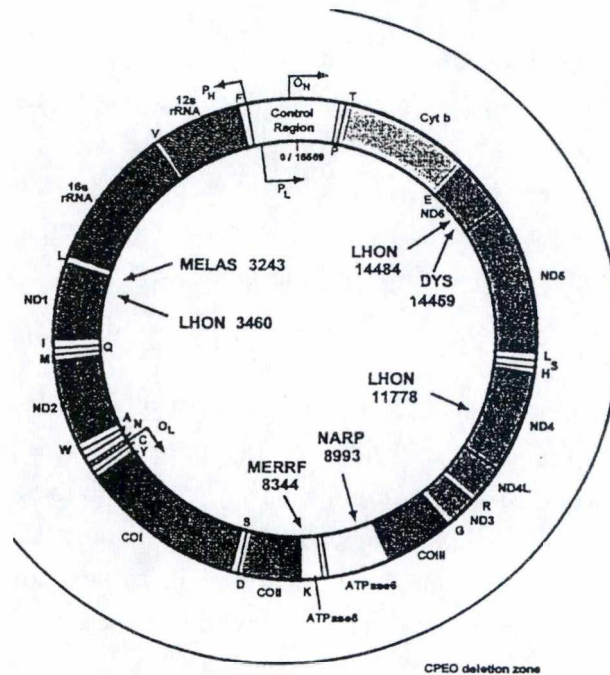 12s
rRNA
PH
F
OH
T
Control
Region
0 / 16569
P
PL
Cyt b
V
16s
rRNA
E
ND6
L
MELAS 3243
LHON
14484
DYS
14459
ND5
ND1
LHON 3460
I
M
Q
L
S
H
ND2
LHON
11778
ND4
A
N
C
Y
OL
W
NARP
8993
MERRF
8344
ND4L
R
ND3
G
COI
S
D
COII
K
ATPase6
COIII
ATPase8
CPEO deletion zone